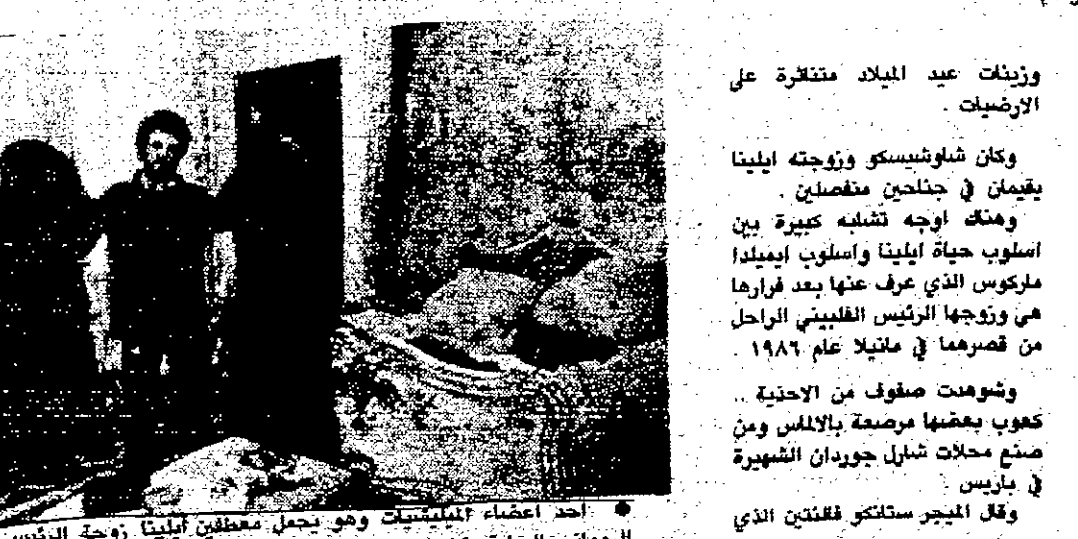 وزينات عيد الميلاد متناثرة على
الارضيات .
وكان شاوشيسكو وزوجته ايلينا
يقيمان في جناحين منفصلين .
وهناك اوجه تشابه كبيرة بين
اسلوب حياة ايلينا واسلوب ايميلدا
ماركوس الذي عرف عنها بعد فرارها
هي وزوجها الرئيس الفلبيني الراحل
من قصرهما في مانيلا عام ١٩٨٦ .
وشوهدت صفوف من الاحذية ..
كعوب بعضها مرصعة بالالماس ومن
صنع محلات شارل جوردان الشهيرة
في باريس .
وقال الميجر ستانكو فالنتين الذي
● احد اعضاء الميليشيات وهو يحمل معطفين ايلينا زوجة الرئيس